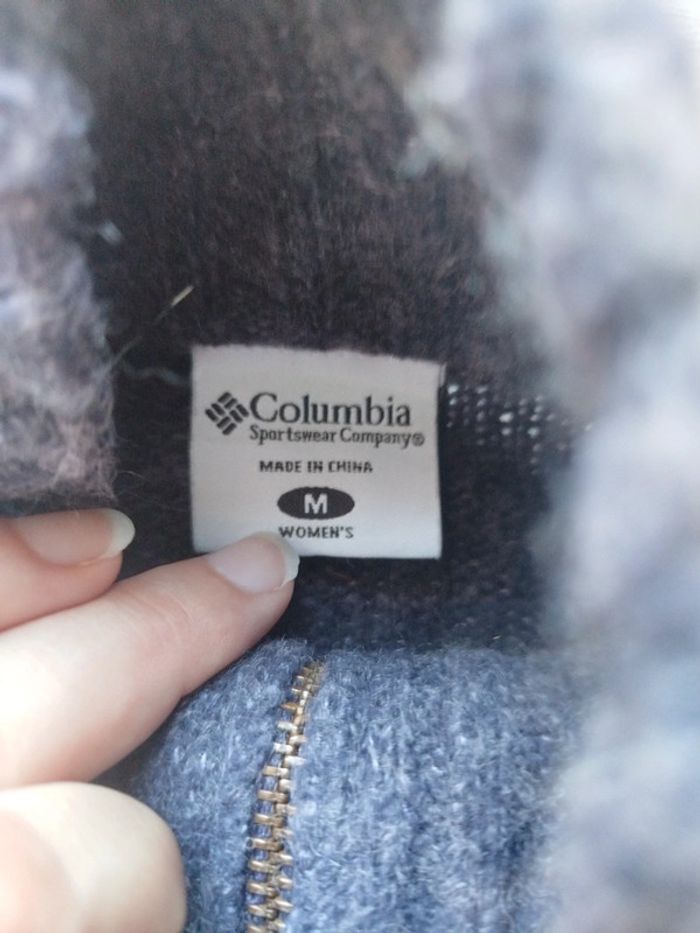 Columbia
Sportswear Company®
MADE IN CHINA
M
WOMEN'S